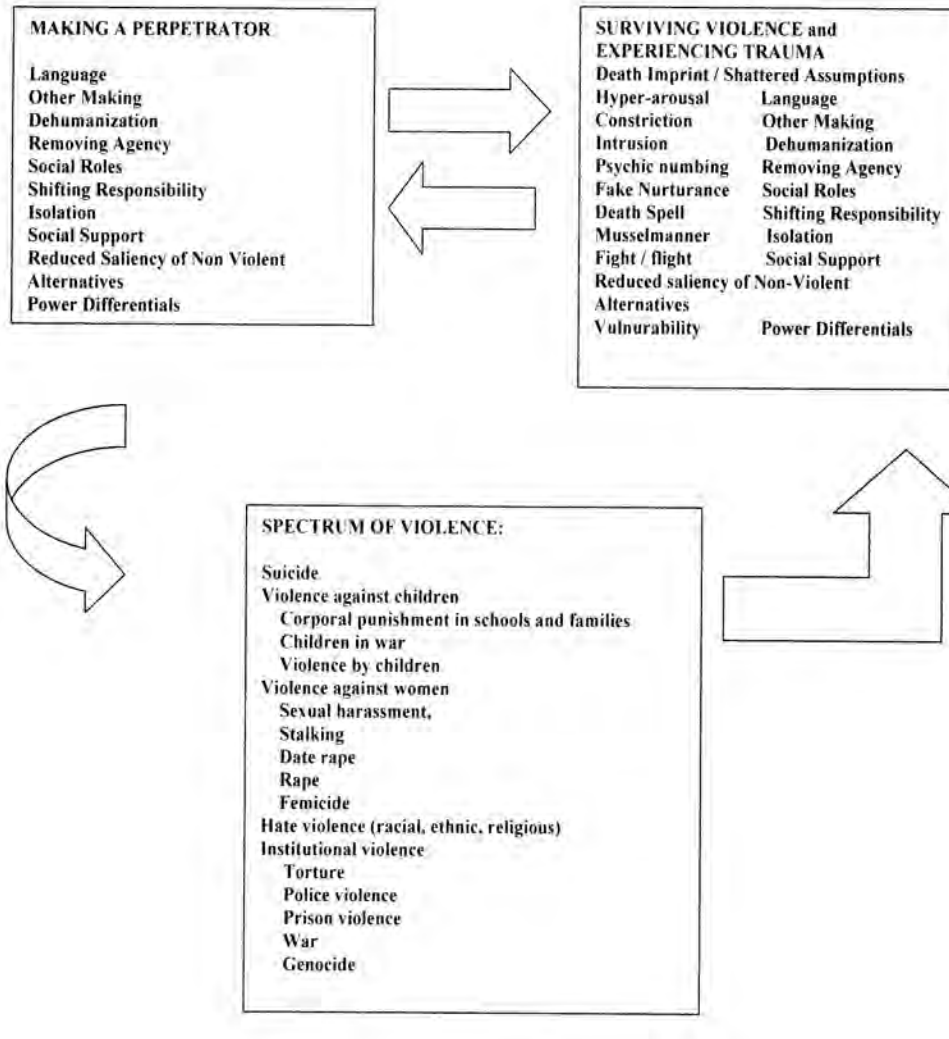 MAKING A PERPETRATOR
Language
Other Making
Dehumanization
Removing Agency
Social Roles
Shifting Responsibility
Isolation
Social Support
Reduced Saliency of Non Violent
Alternatives
Power Differentials
SURVIVING VIOLENCE and
EXPERIENCING TRAUMA
Death Imprint / Shattered Assumptions
Hyper-arousal Language
Constriction Other Making
Intrusion Dehumanization
Psychic numbing Removing Agency
Fake Nurturance Social Roles
Death Spell Shifting Responsibility
Musselmanner Isolation
Fight / flight Social Support
Reduced saliency of Non-Violent
Alternatives
Vulnurability Power Differentials
SPECTRUM OF VIOLENCE:
Suicide
Violence against children
Corporal punishment in schools and families
Children in war
Violence by children
Violence against women
Sexual harassment,
Stalking
Date rape
Rape
Femicide
Hate violence (racial, ethnic, religious)
Institutional violence
Torture
Police violence
Prison violence
War
Genocide